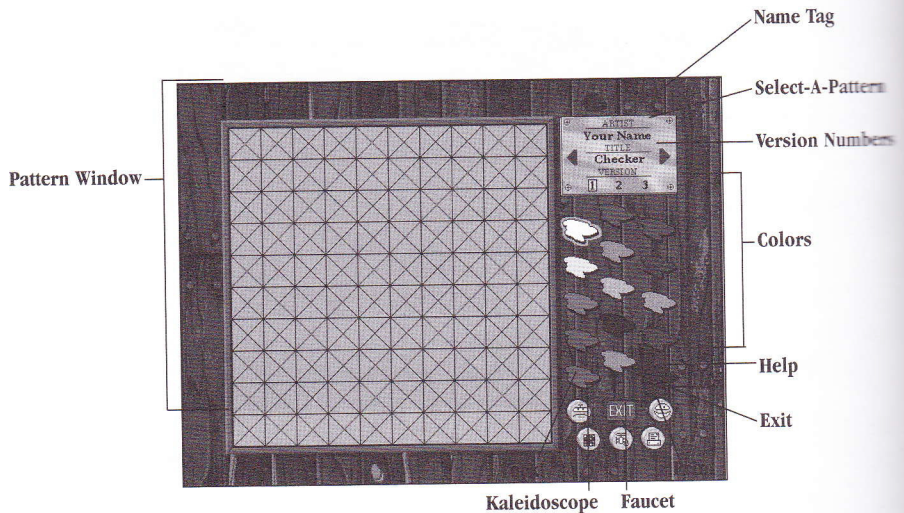 Name Tag
Select-A-Pattern
Version Numbers
Pattern Window
ARTIST
Your Name
TITLE
Checker
VERSION
1 2 3
Colors
Help
EXIT
Exit
Kaleidoscope Faucet